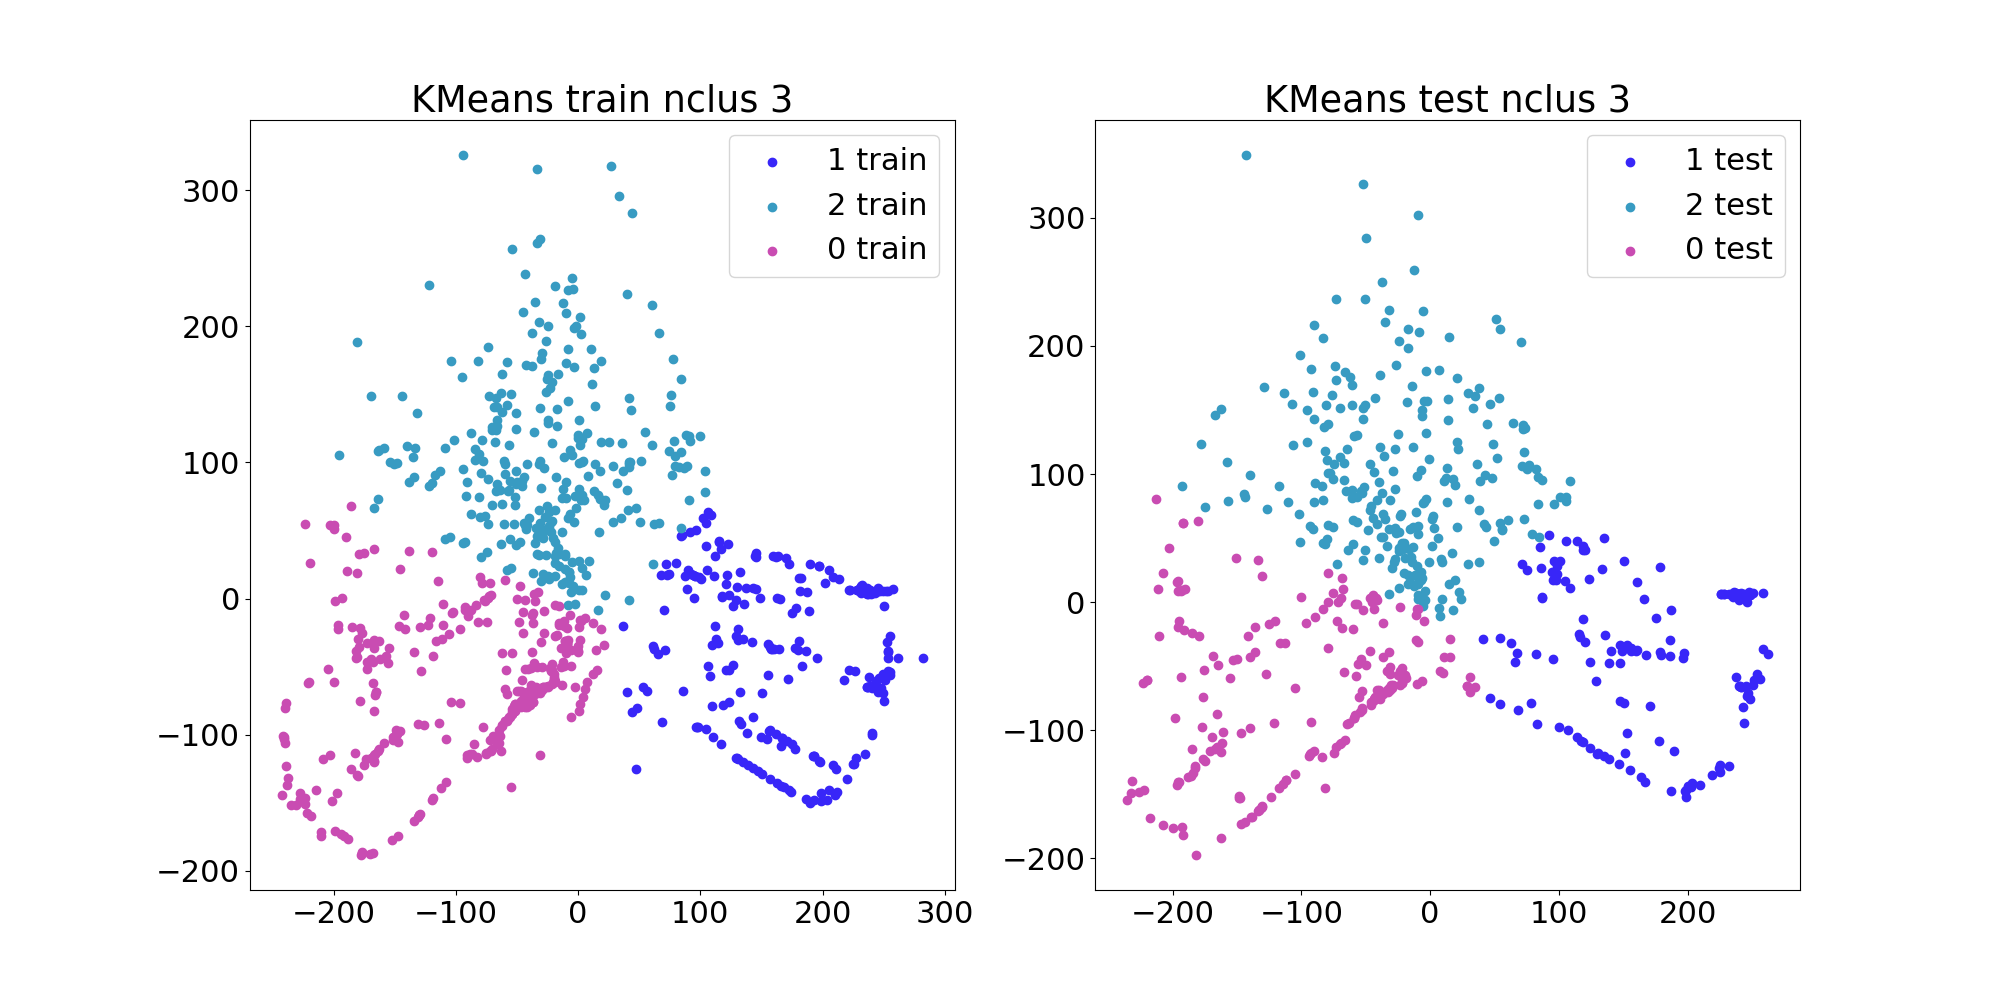 KMeans train nclus 3
1 train
2 train
0 train
300
200
100
0
−100
−200
−200 −100 0 100 200 300
KMeans test nclus 3
1 test
2 test
0 test
300
200
100
0
−100
−200
−200 −100 0 100 200